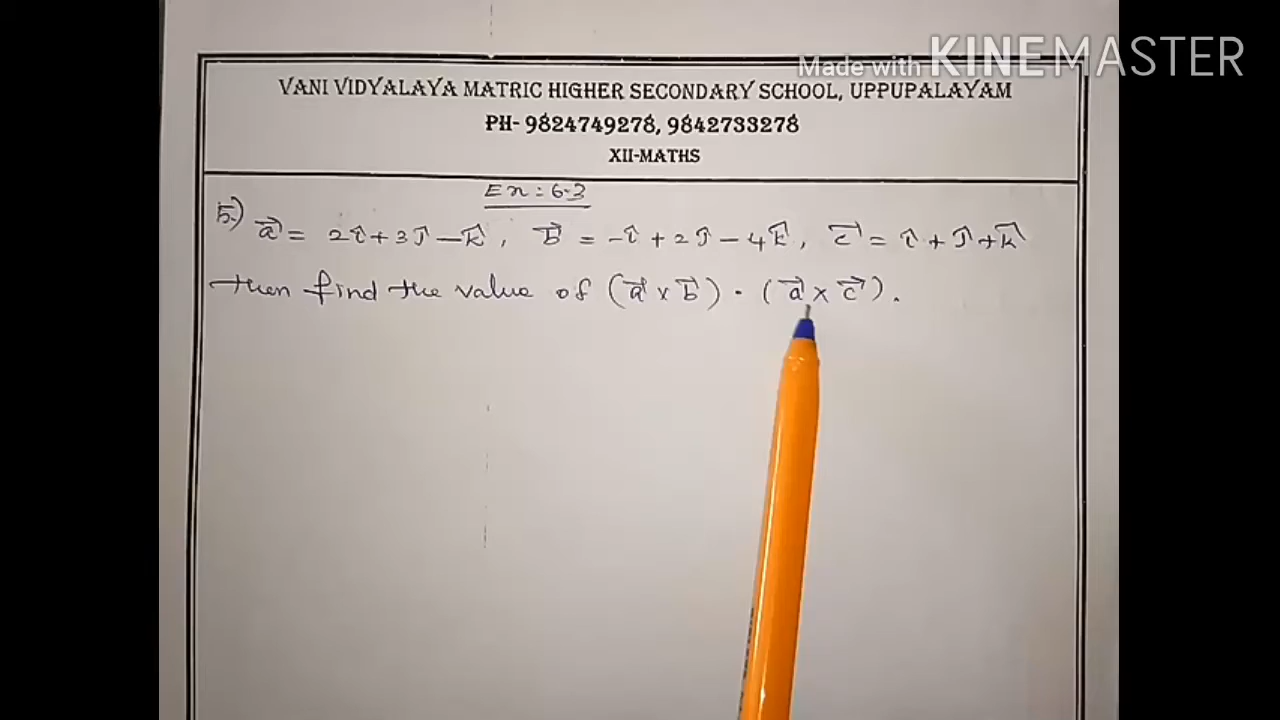 Made with KINEMASTER
VANI VIDYALAYA MATRIC HIGHER SECONDARY SCHOOL, UPPUPALAYAM
PH- 9824749278, 9842733278
XII-MATHS
Ex: 6.3
5.) a⃗ = 2î + 3ĵ − k̂, b⃗ = −î + 2ĵ − 4k̂, c⃗ = î + ĵ + k̂
then find the value of (a⃗ × b⃗) · (a⃗ × c⃗).